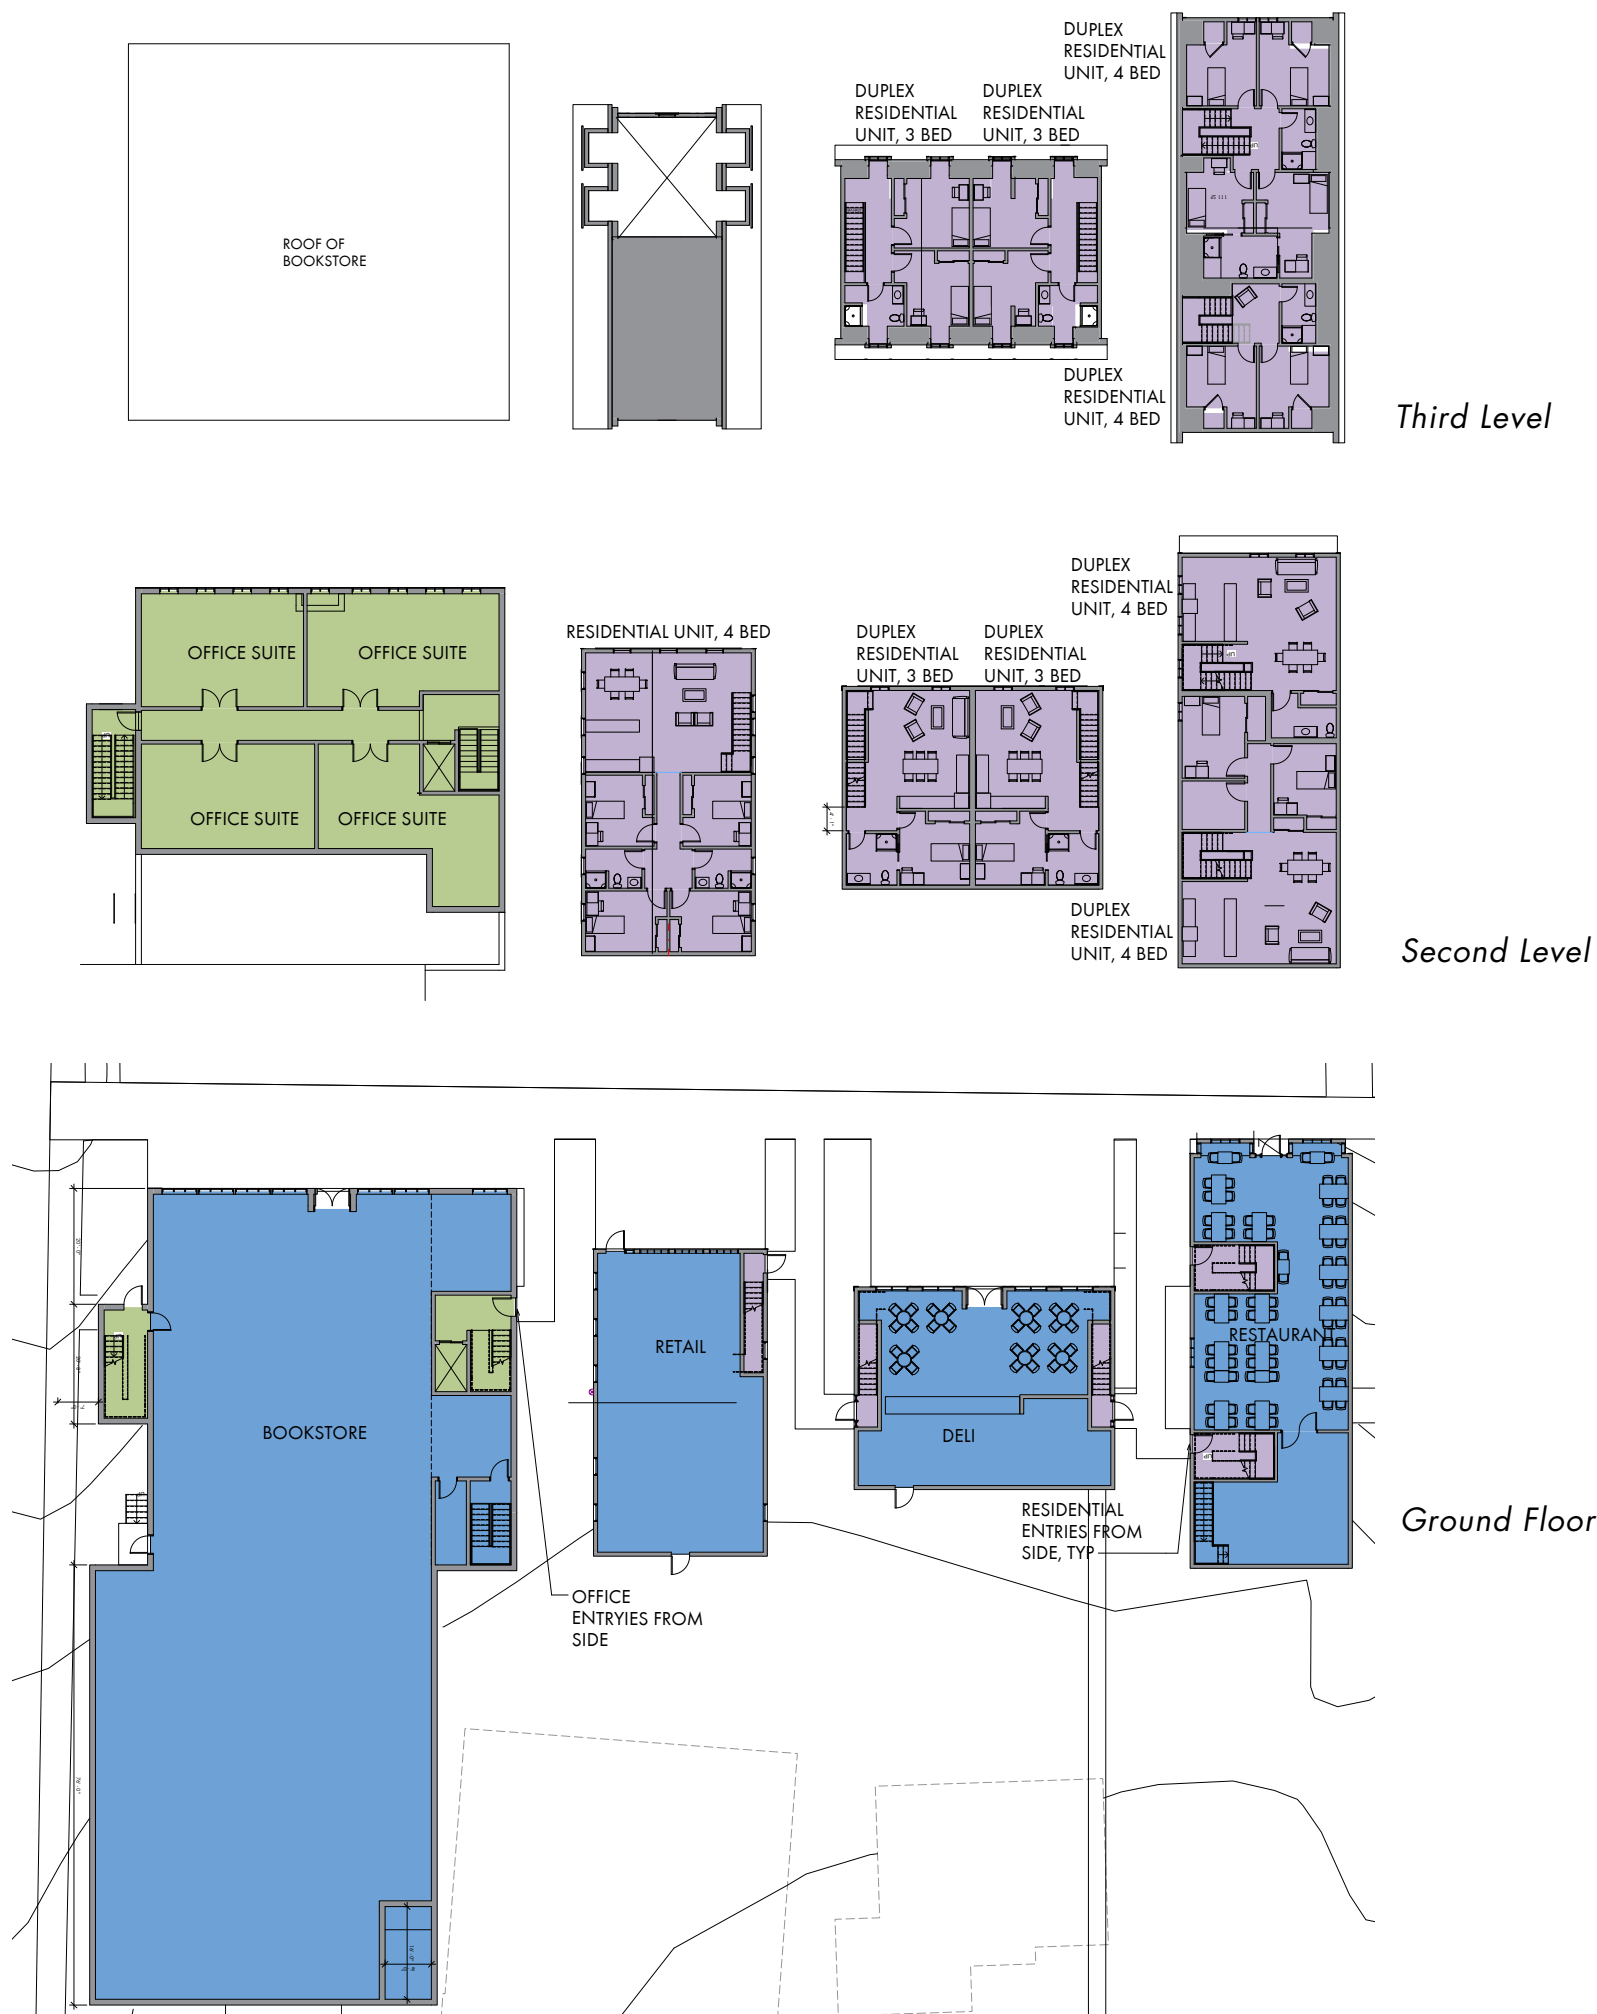 DUPLEX
RESIDENTIAL
UNIT, 4 BED
DUPLEX
RESIDENTIAL
UNIT, 3 BED
DUPLEX
RESIDENTIAL
UNIT, 3 BED
ROOF OF
BOOKSTORE
DUPLEX
RESIDENTIAL
UNIT, 4 BED
Third Level
DUPLEX
RESIDENTIAL
UNIT, 4 BED
RESIDENTIAL UNIT, 4 BED
DUPLEX
RESIDENTIAL
UNIT, 3 BED
DUPLEX
RESIDENTIAL
UNIT, 3 BED
OFFICE SUITE
OFFICE SUITE
OFFICE SUITE
OFFICE SUITE
UP
DUPLEX
RESIDENTIAL
UNIT, 4 BED
Second Level
RETAIL
RESTAURANT
BOOKSTORE
DELI
UP
RESIDENTIAL
ENTRIES FROM
SIDE, TYP
Ground Floor
OFFICE
ENTRYIES FROM
SIDE